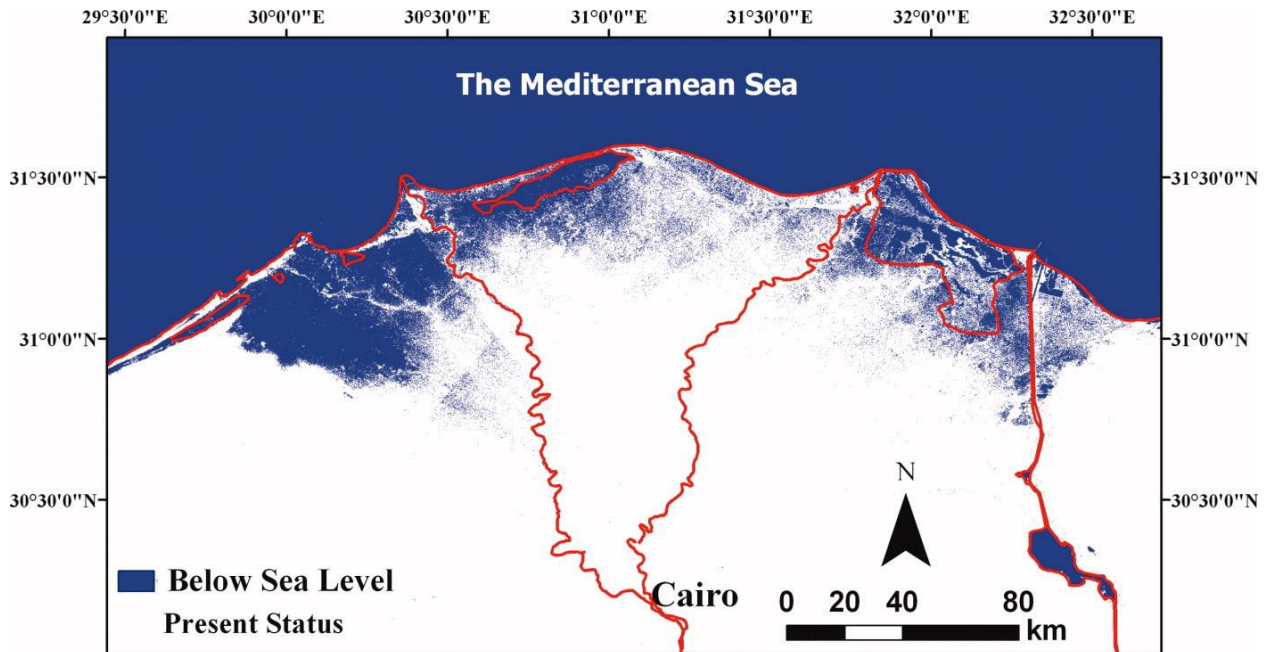 29°30'0"E 30°0'0"E 30°30'0"E 31°0'0"E 31°30'0"E 32°0'0"E 32°30'0"E
The Mediterranean Sea
31°30'0"N 31°30'0"N
31°0'0"N 31°0'0"N
N
30°30'0"N 30°30'0"N
Below Sea Level
Cairo
0 20 40 80
Present Status
km